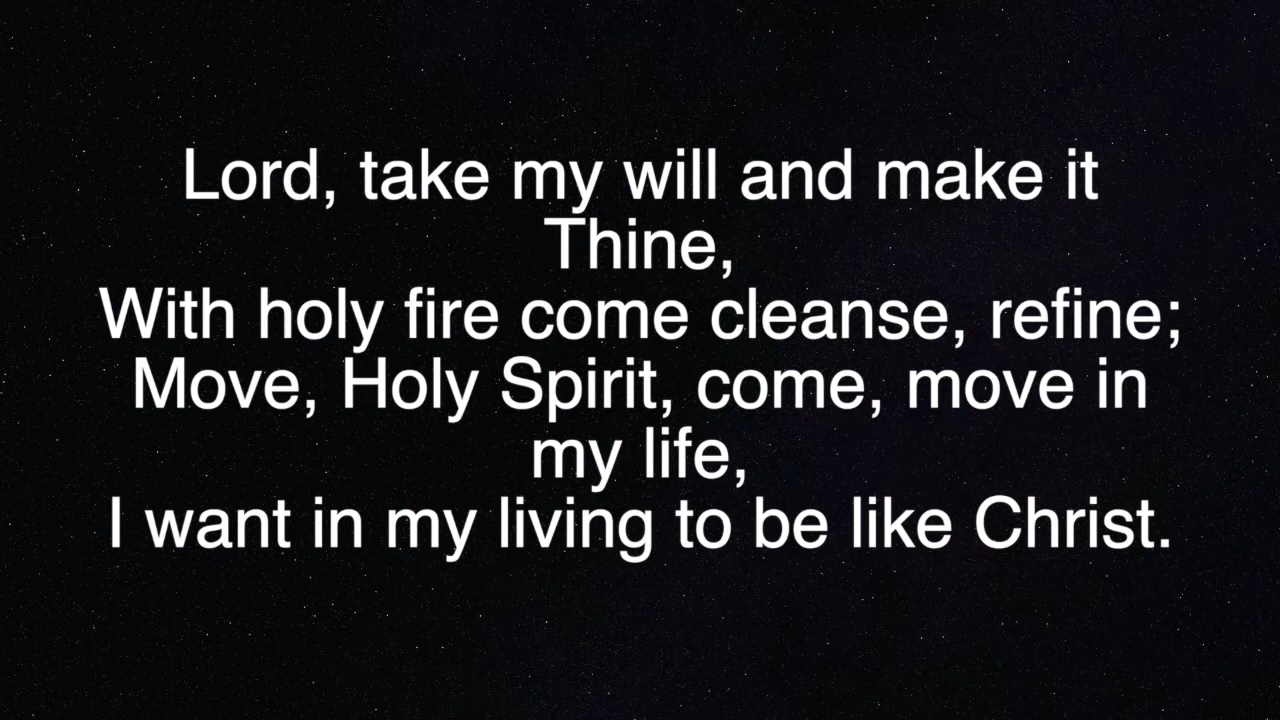 Lord, take my will and make it
Thine,
With holy fire come cleanse, refine;
Move, Holy Spirit, come, move in
my life,
I want in my living to be like Christ.